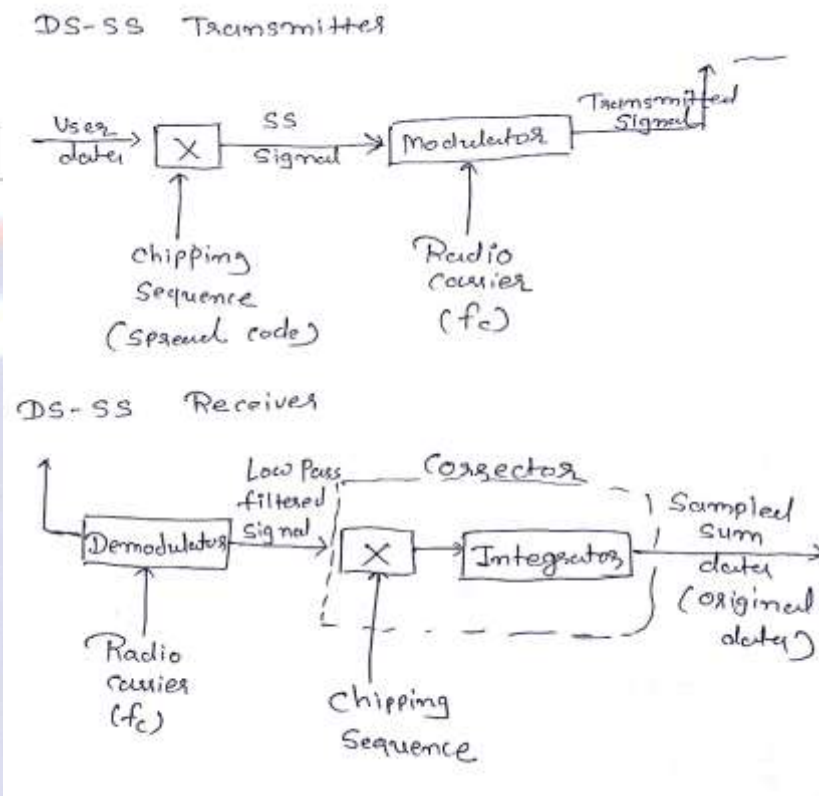 DS-SS Transmitter
User
data
X
SS
Signal
Modulator
Transmitted
Signal
Chipping
Sequence
(Spread code)
Radio
carrier
(fc)
DS-SS Receiver
Demodulator
Low Pass
filtered
Signal
Corrector
X
Integrator
Sampled
sum
data
(original
data)
Radio
carrier
(fc)
Chipping
Sequence